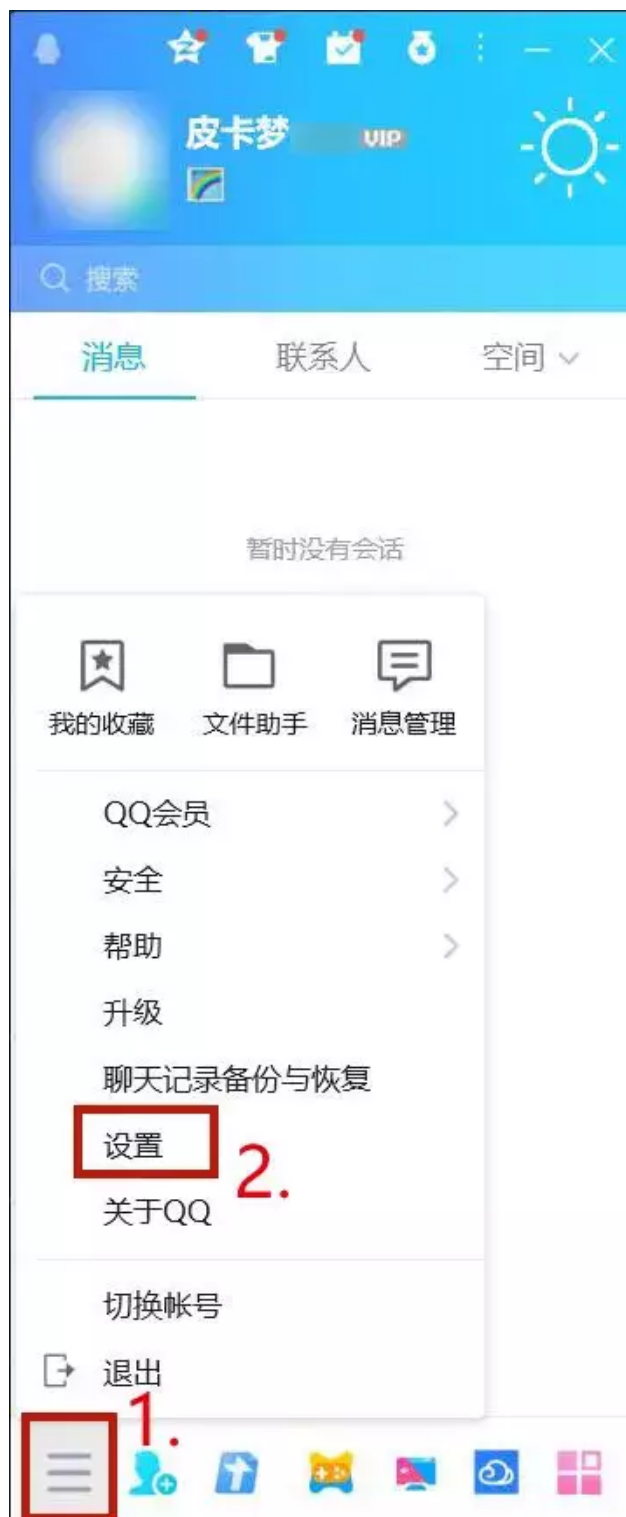 皮卡梦 VIP
搜索
消息 联系人 空间
暂时没有会话
我的收藏 文件助手 消息管理
QQ会员
安全
帮助
升级
聊天记录备份与恢复
设置
2.
关于QQ
切换帐号
退出
1.